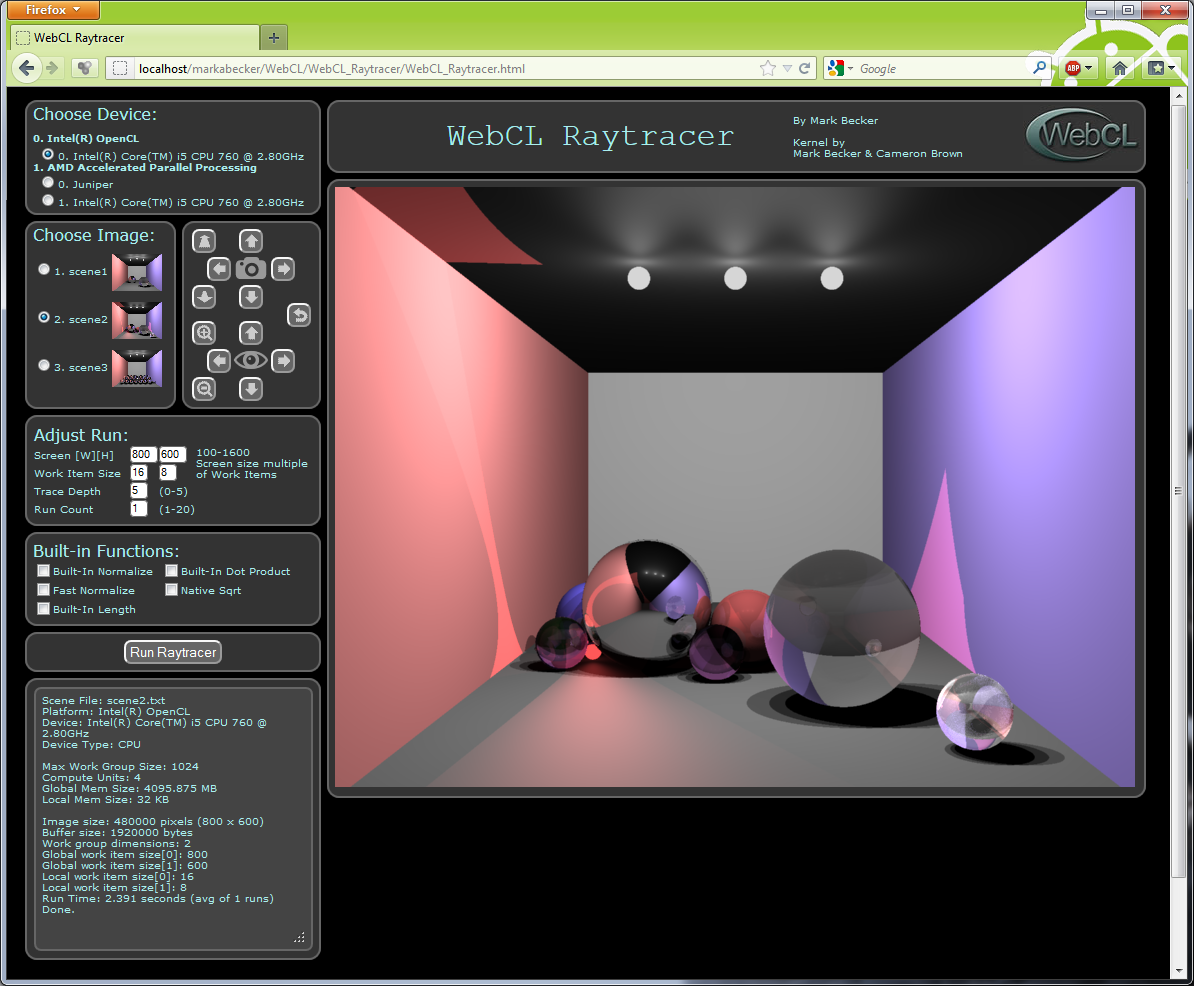 Firefox
WebCL Raytracer
localhost/markabecker/WebCL/WebCL_Raytracer/WebCL_Raytracer.html
Google
ABP
Choose Device:
0. Intel(R) OpenCL
0. Intel(R) Core(TM) i5 CPU 760 @ 2.80GHz
1. AMD Accelerated Parallel Processing
0. Juniper
1. Intel(R) Core(TM) i5 CPU 760 @ 2.80GHz
WebCL Raytracer
By Mark Becker
Kernel by
Mark Becker & Cameron Brown
WebCL
Choose Image:
1. scene1
2. scene2
3. scene3
Adjust Run:
Screen [W][H] 800 600 100-1600
Screen size multiple
of Work Items
Work Item Size 16 8
Trace Depth 5 (0-5)
Run Count 1 (1-20)
Built-in Functions:
Built-In Normalize Built-In Dot Product
Fast Normalize Native Sqrt
Built-In Length
Run Raytracer
Scene File: scene2.txt
Platform: Intel(R) OpenCL
Device: Intel(R) Core(TM) i5 CPU 760 @
2.80GHz
Device Type: CPU
Max Work Group Size: 1024
Compute Units: 4
Global Mem Size: 4095.875 MB
Local Mem Size: 32 KB
Image size: 480000 pixels (800 x 600)
Buffer size: 1920000 bytes
Work group dimensions: 2
Global work item size[0]: 800
Global work item size[1]: 600
Local work item size[0]: 16
Local work item size[1]: 8
Run Time: 2.391 seconds (avg of 1 runs)
Done.